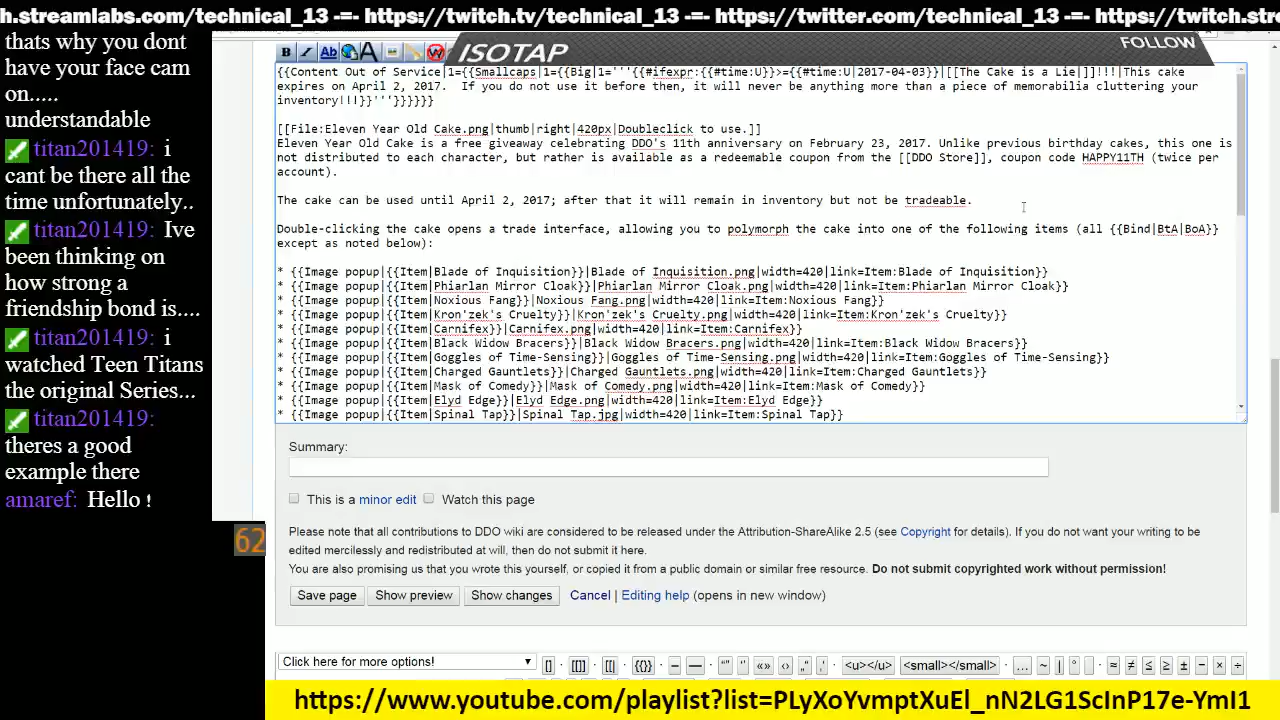 h.streamlabs.com/technical_13 -=- https://twitch.tv/technical_13 -=- https://twitter.com/technical_13 -=- https://twitch.stre
thats why you dont
have your face cam
on.....
understandable
titan201419: i
cant be there all the
time unfortunately..
titan201419: Ive
been thinking on
how strong a
friendship bond is....
titan201419: i
watched Teen Titans
the original Series...
titan201419:
theres a good
example there
amaref: Hello !
62
B I Ab A W
ISOTAP
FOLLOW
{{Content Out of Service|1={{Smallcaps|1={{Big|1='''{{#ifexpr:{{#time:U}}>={{#time:U|2017-04-03}}|[[The Cake is a Lie|]]!!!|This cake
expires on April 2, 2017.  If you do not use it before then, it will never be anything more than a piece of memorabilia cluttering your
inventory!!!}}'''}}}}}}
[[File:Eleven Year Old Cake.png|thumb|right|420px|Doubleclick to use.]]
Eleven Year Old Cake is a free giveaway celebrating DDO's 11th anniversary on February 23, 2017. Unlike previous birthday cakes, this one is
not distributed to each character, but rather is available as a redeemable coupon from the [[DDO Store]], coupon code HAPPY11TH (twice per
account).
The cake can be used until April 2, 2017; after that it will remain in inventory but not be tradeable.
Double-clicking the cake opens a trade interface, allowing you to polymorph the cake into one of the following items (all {{Bind|BtA|BoA}}
except as noted below):
* {{Image popup|{{Item|Blade of Inquisition}}|Blade of Inquisition.png|width=420|link=Item:Blade of Inquisition}}
* {{Image popup|{{Item|Phiarlan Mirror Cloak}}|Phiarlan Mirror Cloak.png|width=420|link=Item:Phiarlan Mirror Cloak}}
* {{Image popup|{{Item|Noxious Fang}}|Noxious Fang.png|width=420|link=Item:Noxious Fang}}
* {{Image popup|{{Item|Kron'zek's Cruelty}}|Kron'zek's Cruelty.png|width=420|link=Item:Kron'zek's Cruelty}}
* {{Image popup|{{Item|Carnifex}}|Carnifex.png|width=420|link=Item:Carnifex}}
* {{Image popup|{{Item|Black Widow Bracers}}|Black Widow Bracers.png|width=420|link=Item:Black Widow Bracers}}
* {{Image popup|{{Item|Goggles of Time-Sensing}}|Goggles of Time-Sensing.png|width=420|link=Item:Goggles of Time-Sensing}}
* {{Image popup|{{Item|Charged Gauntlets}}|Charged Gauntlets.png|width=420|link=Item:Charged Gauntlets}}
* {{Image popup|{{Item|Mask of Comedy}}|Mask of Comedy.png|width=420|link=Item:Mask of Comedy}}
* {{Image popup|{{Item|Elyd Edge}}|Elyd Edge.png|width=420|link=Item:Elyd Edge}}
* {{Image popup|{{Item|Spinal Tap}}|Spinal Tap.jpg|width=420|link=Item:Spinal Tap}}
Summary:
This is a minor edit Watch this page
Please note that all contributions to DDO wiki are considered to be released under the Attribution-ShareAlike 2.5 (see Copyright for details). If you do not want your writing to be
edited mercilessly and redistributed at will, then do not submit it here.
You are also promising us that you wrote this yourself, or copied it from a public domain or similar free resource. Do not submit copyrighted work without permission!
Save page Show preview Show changes Cancel | Editing help (opens in new window)
Click here for more options! [] · [[]] · [[| · {{}} · – — · “” ‘’ «» ‹› „“ ‚‘ · <u></u> · <small></small> · … ~ | ° · ≈ ≠ ≤ ≥ ± − × ÷
https://www.youtube.com/playlist?list=PLyXoYvmptXuEl_nN2LG1ScInP17e-YmI1